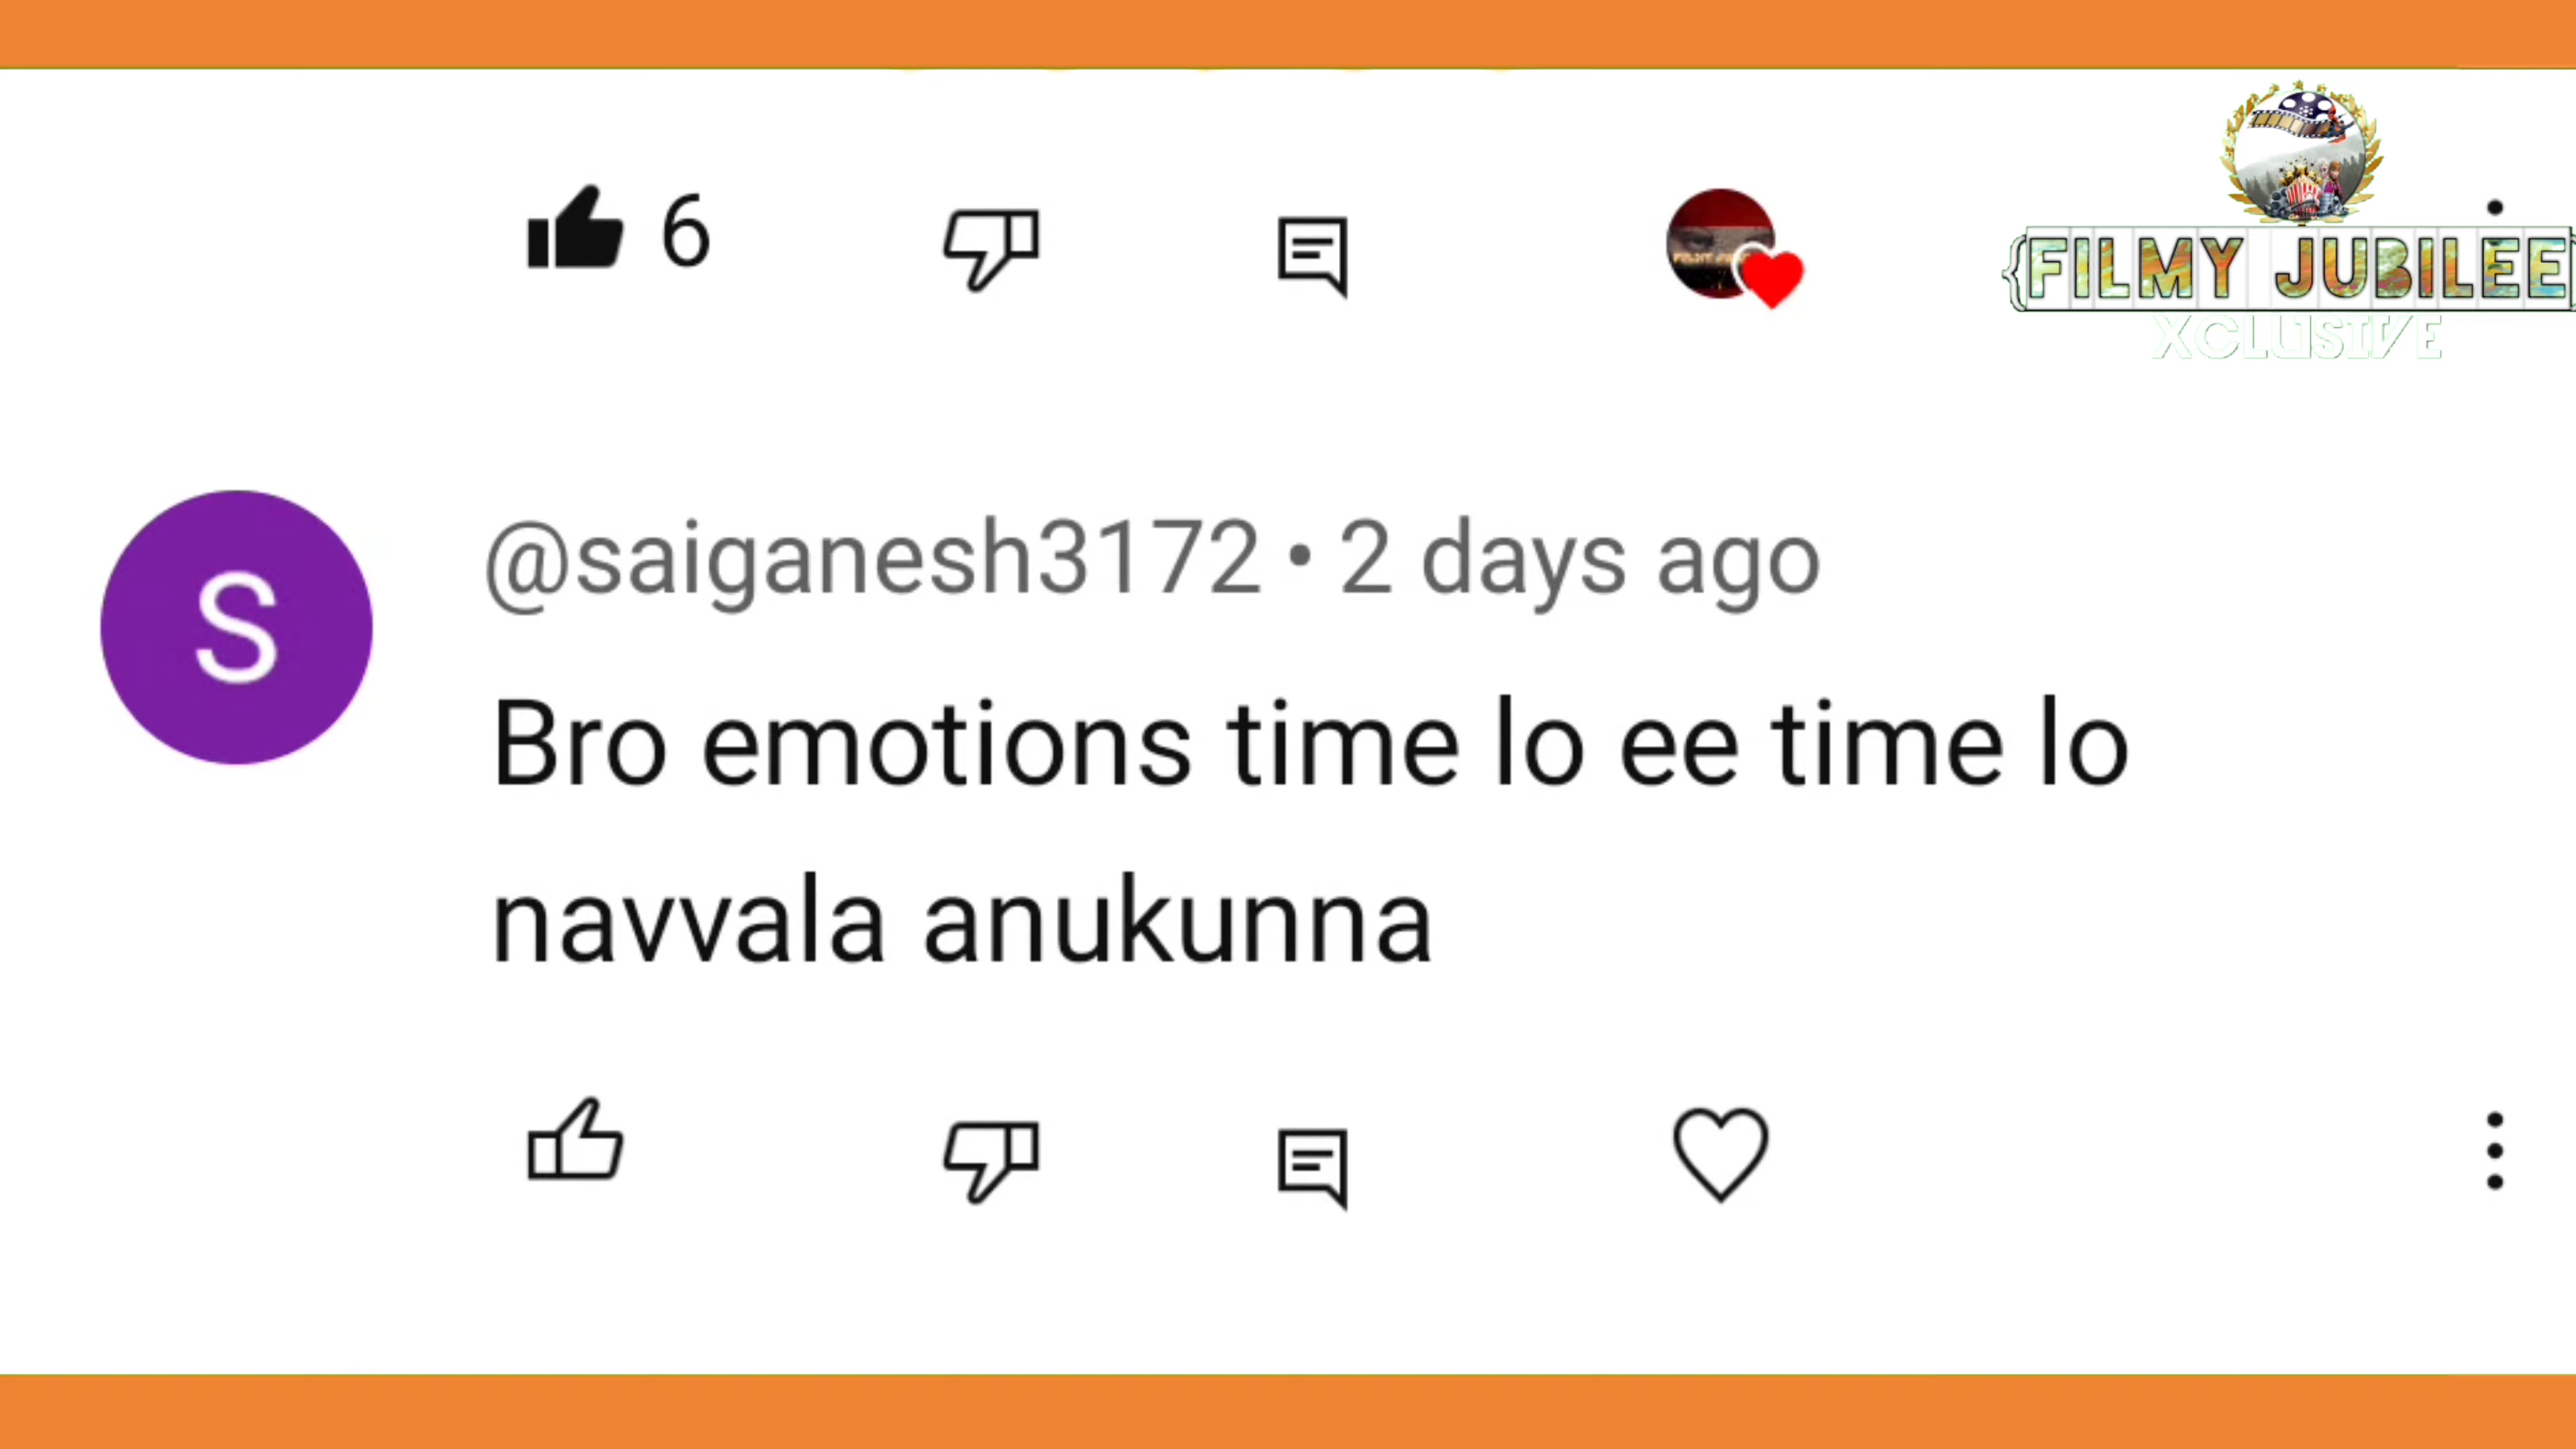 6
{FILMY JUBILEE}
XCLUSIVE
S
@saiganesh3172 • 2 days ago
Bro emotions time lo ee time lo
navvala anukunna